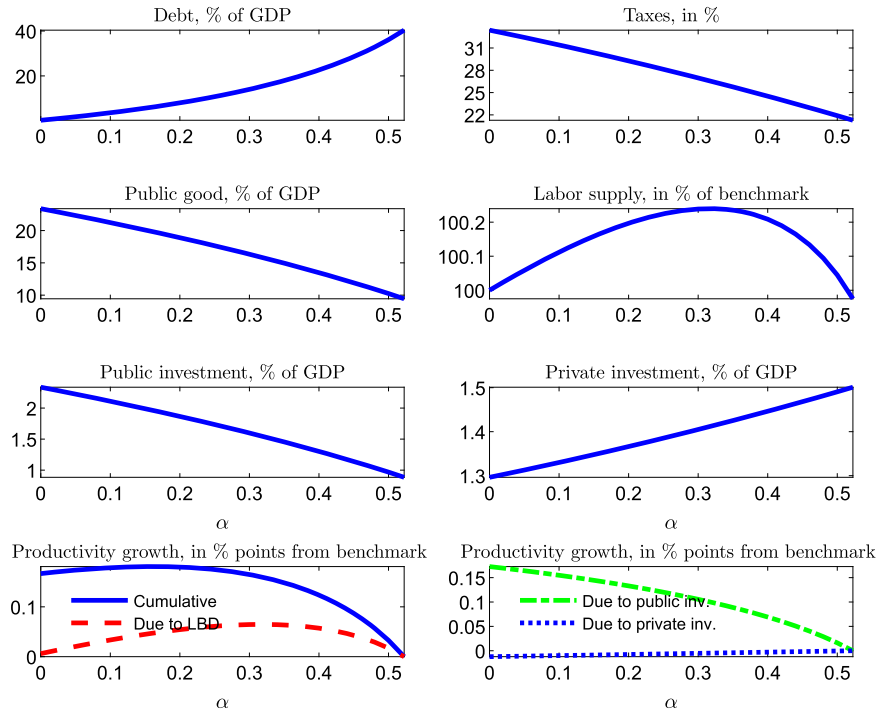 Debt, % of GDP
40
20
0 0.1 0.2 0.3 0.4 0.5
Taxes, in %
31
28
25
22
0 0.1 0.2 0.3 0.4 0.5
Public good, % of GDP
20
15
10
0 0.1 0.2 0.3 0.4 0.5
Labor supply, in % of benchmark
100.2
100.1
100
0 0.1 0.2 0.3 0.4 0.5
Public investment, % of GDP
2
1
0 0.1 0.2 0.3 0.4 0.5
α
Private investment, % of GDP
1.5
1.4
1.3
0 0.1 0.2 0.3 0.4 0.5
α
Productivity growth, in % points from benchmark
0.1
0
Cumulative
Due to LBD
0 0.1 0.2 0.3 0.4 0.5
α
Productivity growth, in % points from benchmark
0.15
0.1
0.05
0
Due to public inv.
Due to private inv.
0 0.1 0.2 0.3 0.4 0.5
α